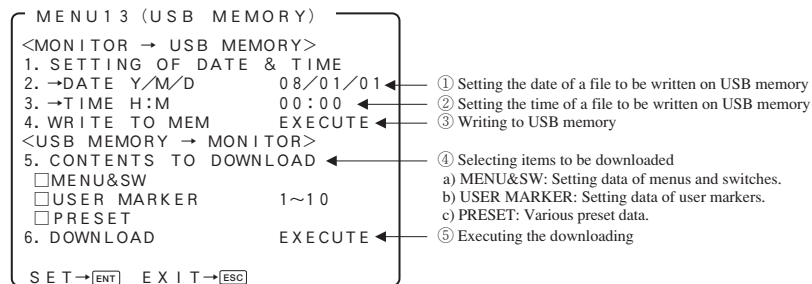 MENU13 (USB MEMORY)
<MONITOR → USB MEMORY>
1. SETTING OF DATE & TIME
2. →DATE Y/M/D 08/01/01 ① Setting the date of a file to be written on USB memory
3. →TIME H:M 00:00 ② Setting the time of a file to be written on USB memory
4. WRITE TO MEM EXECUTE ③ Writing to USB memory
<USB MEMORY → MONITOR>
5. CONTENTS TO DOWNLOAD ④ Selecting items to be downloaded
□MENU&SW a) MENU&SW: Setting data of menus and switches.
□USER MARKER 1~10 b) USER MARKER: Setting data of user markers.
□PRESET c) PRESET: Various preset data.
6. DOWNLOAD EXECUTE ⑤ Executing the downloading
SET→ENT EXIT→ESC